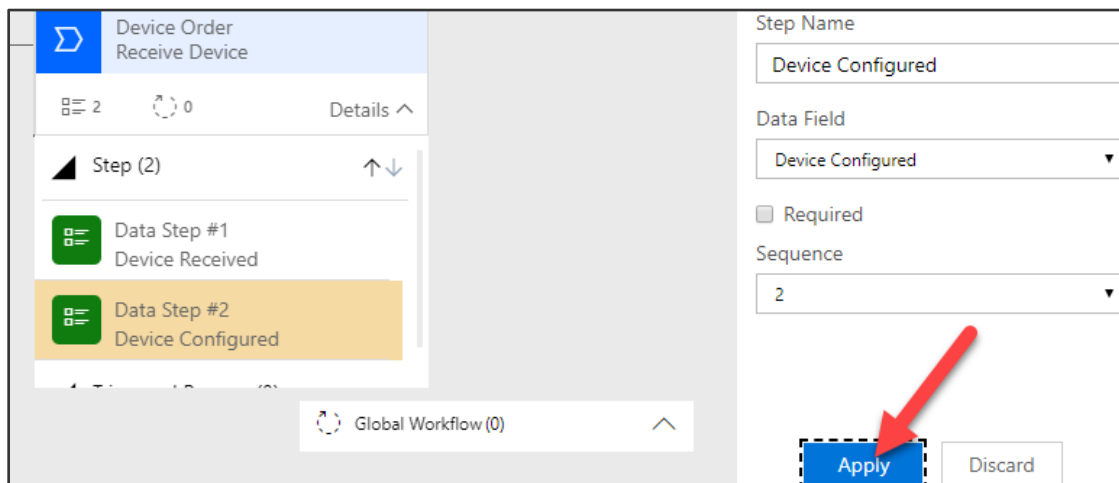 Device Order
Receive Device
2
0
Details
Step (2)
Data Step #1
Device Received
Data Step #2
Device Configured
Global Workflow (0)
Step Name
Device Configured
Data Field
Device Configured
Required
Sequence
2
Apply
Discard